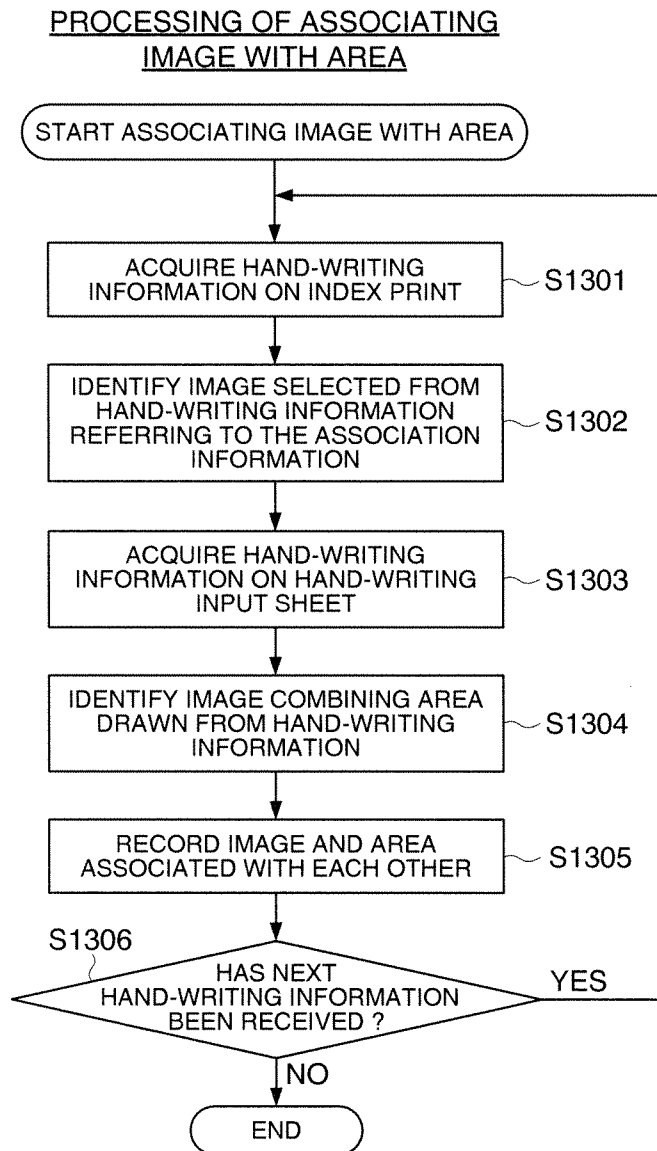 PROCESSING OF ASSOCIATING
IMAGE WITH AREA
START ASSOCIATING IMAGE WITH AREA
ACQUIRE HAND-WRITING
INFORMATION ON INDEX PRINT
S1301
IDENTIFY IMAGE SELECTED FROM
HAND-WRITING INFORMATION
REFERRING TO THE ASSOCIATION
INFORMATION
S1302
ACQUIRE HAND-WRITING
INFORMATION ON HAND-WRITING
INPUT SHEET
S1303
IDENTIFY IMAGE COMBINING AREA
DRAWN FROM HAND-WRITING
INFORMATION
S1304
RECORD IMAGE AND AREA
ASSOCIATED WITH EACH OTHER
S1305
S1306
HAS NEXT
HAND-WRITING INFORMATION
BEEN RECEIVED ?
YES
NO
END